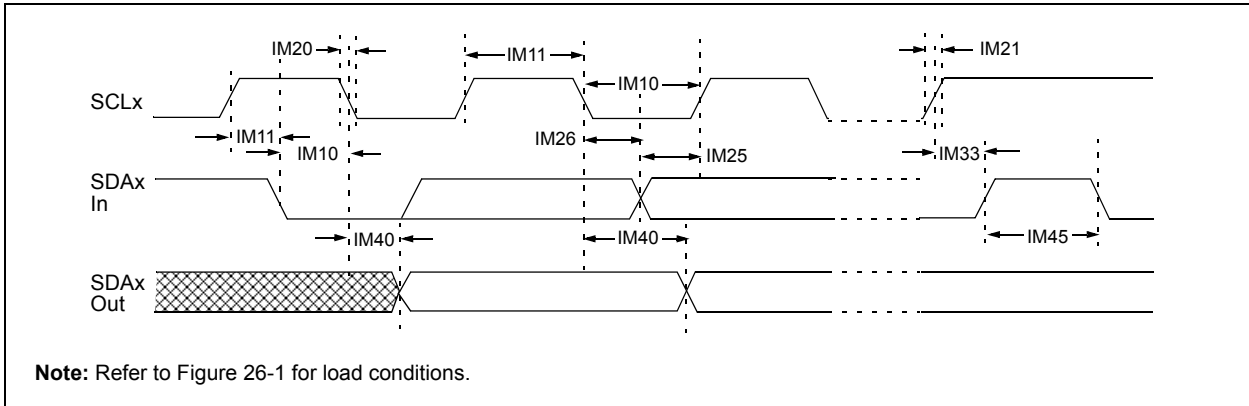 IM20
IM11
IM21
IM10
SCLx
IM11
IM26
IM10
IM25
IM33
SDAx
In
IM40
IM40
IM45
SDAx
Out
Note: Refer to Figure 26-1 for load conditions.